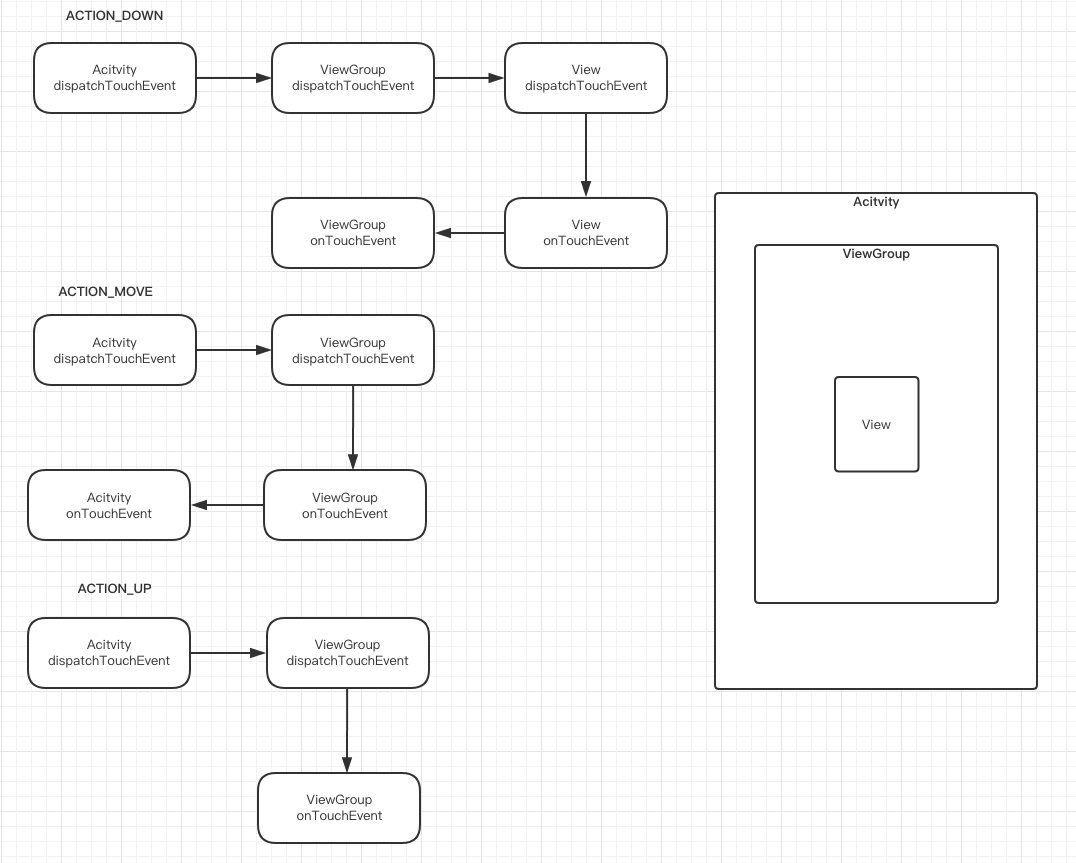 ACTION_DOWN
Acitvity
dispatchTouchEvent
ViewGroup
dispatchTouchEvent
View
dispatchTouchEvent
ViewGroup
onTouchEvent
View
onTouchEvent
ACTION_MOVE
Acitvity
dispatchTouchEvent
ViewGroup
dispatchTouchEvent
Acitvity
onTouchEvent
ViewGroup
onTouchEvent
ACTION_UP
Acitvity
dispatchTouchEvent
ViewGroup
dispatchTouchEvent
ViewGroup
onTouchEvent
Acitvity
ViewGroup
View